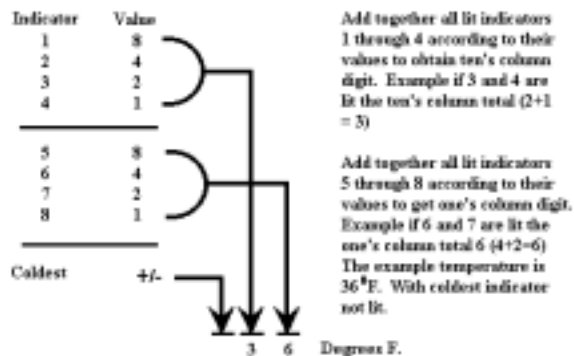 Indicator Value
1 8
2 4
3 2
4 1
5 8
6 4
7 2
8 1
Coldest +/-
3 6 Degrees F.
Add together all lit indicators
1 through 4 according to their
values to obtain ten's column
digit. Example if 3 and 4 are
lit the ten's column total (2+1
= 3)
Add together all lit indicators
5 through 8 according to their
values to get one's column digit.
Example if 6 and 7 are lit the
one's column total 6 (4+2=6)
The example temperature is
36°F. With coldest indicator
not lit.